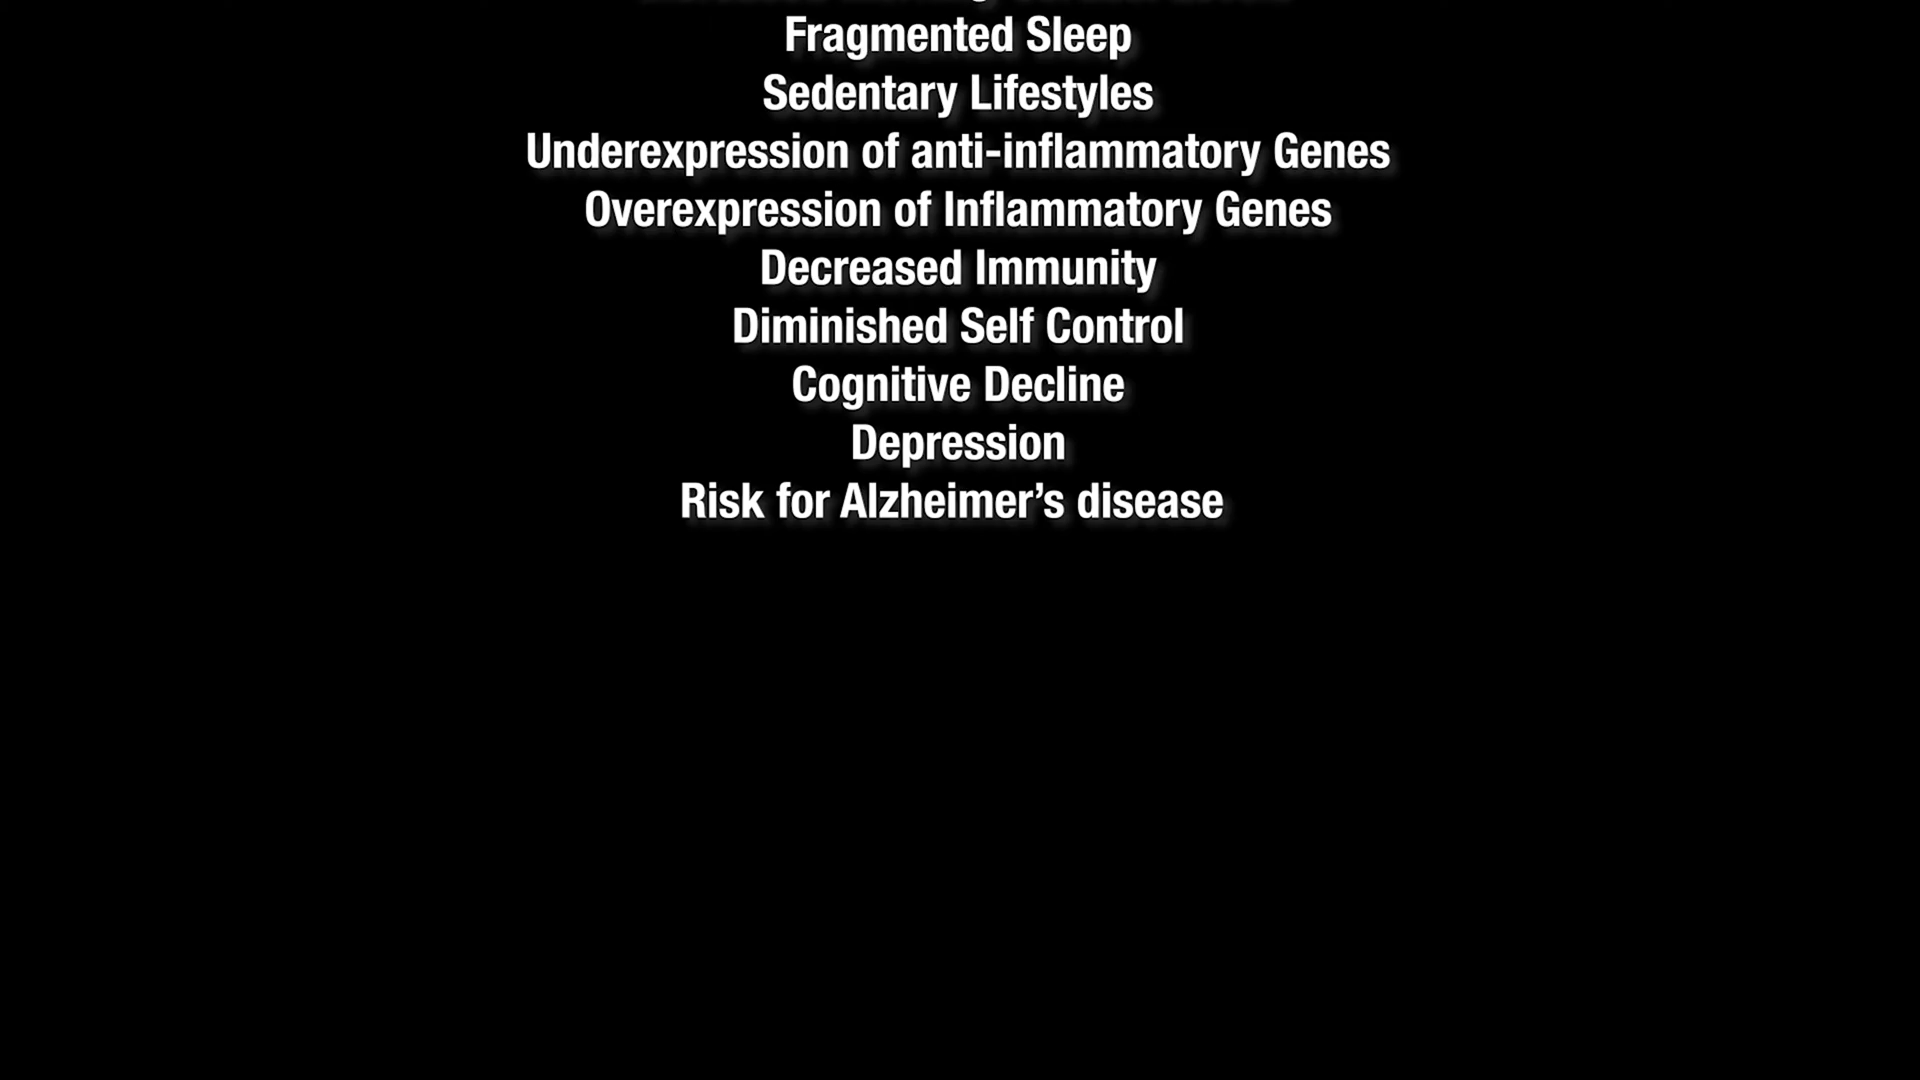 Fragmented Sleep
Sedentary Lifestyles
Underexpression of anti-inflammatory Genes
Overexpression of Inflammatory Genes
Decreased Immunity
Diminished Self Control
Cognitive Decline
Depression
Risk for Alzheimer’s disease